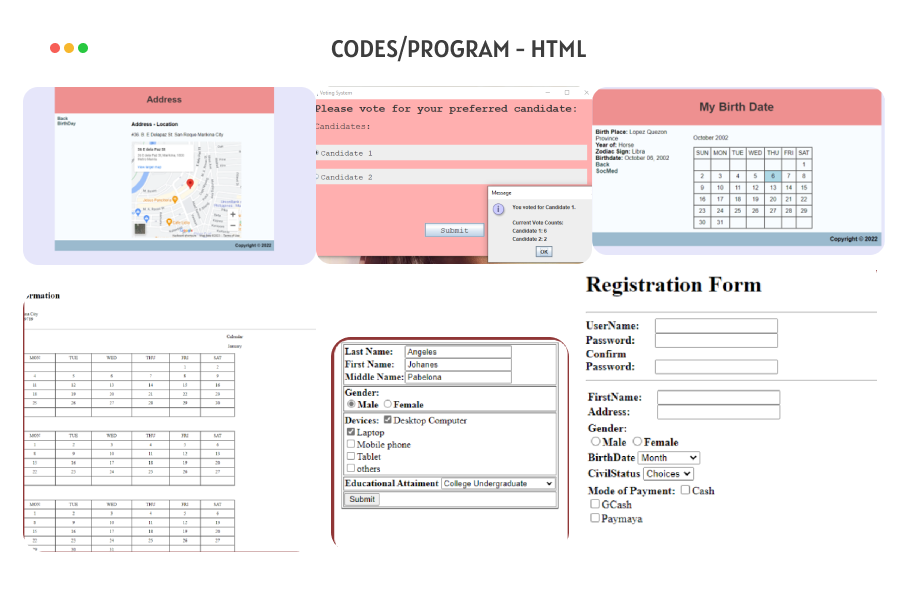 CODES/PROGRAM - HTML
Address
Back
BirthDay
Address - Location
Copyright © 2022
Voting System
Please vote for your preferred candidate:
Candidates:
Candidate 1
Candidate 2
Submit
Message
You voted for Candidate 1.
Current Vote Counts:
Candidate 1: 6
Candidate 2: 2
OK
My Birth Date
Birth Place: Lopez Quezon
Province
Year of: Horse
Zodiac Sign: Libra
Birthdate: October 06, 2002
Back
SocMed
October 2002
SUN MON TUE WED THU FRI SAT
1
2 3 4 5 6 7 8
9 10 11 12 13 14 15
16 17 18 19 20 21 22
23 24 25 26 27 28 29
30 31
Copyright © 2022
rmation
Calendar
January
MON TUE WED THU FRI SAT
1 2
4 5 6 7 8 9
11 12 13 14 15 16
18 19 20 21 22 23
25 26 27 28 29 30
MON TUE WED THU FRI SAT
1 2 3 4 5 6
8 9 10 11 12 13
15 16 17 18 19 20
22 23 24 25 26 27
MON TUE WED THU FRI SAT
1 2 3 4 5 6
8 9 10 11 12 13
15 16 17 18 19 20
22 23 24 25 26 27
29 30 31
Last Name: Angeles
First Name: Johanes
Middle Name: Pabelona
Gender:
Male Female
Devices: Desktop Computer
Laptop
Mobile phone
Tablet
others
Educational Attaiment College Undergraduate
Submit
Registration Form
UserName:
Password:
Confirm
Password:
FirstName:
Address:
Gender:
Male Female
BirthDate Month
CivilStatus Choices
Mode of Payment: Cash
GCash
Paymaya